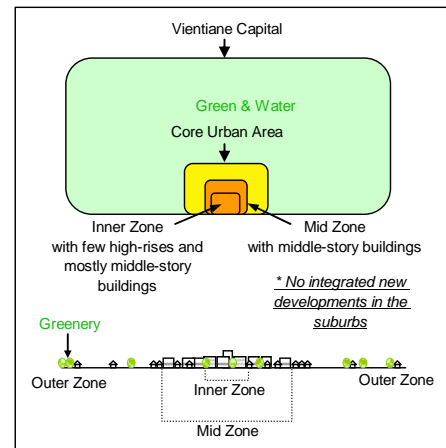 Vientiane Capital
Green & Water
Core Urban Area
Inner Zone
with few high-rises and
mostly middle-story
buildings
Mid Zone
with middle-story buildings
* No integrated new
developments in the
suburbs
Greenery
Outer Zone
Outer Zone
Inner Zone
Mid Zone